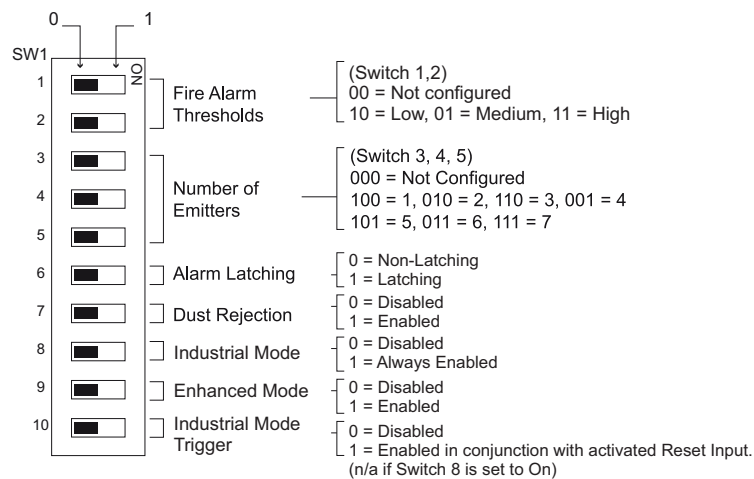 0 1
SW1
ON
1
2
Fire Alarm
Thresholds
(Switch 1,2)
00 = Not configured
10 = Low, 01 = Medium, 11 = High
3
4
5
Number of
Emitters
(Switch 3, 4, 5)
000 = Not Configured
100 = 1, 010 = 2, 110 = 3, 001 = 4
101 = 5, 011 = 6, 111 = 7
6
Alarm Latching
0 = Non-Latching
1 = Latching
7
Dust Rejection
0 = Disabled
1 = Enabled
8
Industrial Mode
0 = Disabled
1 = Always Enabled
9
Enhanced Mode
0 = Disabled
1 = Enabled
10
Industrial Mode
Trigger
0 = Disabled
1 = Enabled in conjunction with activated Reset Input.
(n/a if Switch 8 is set to On)